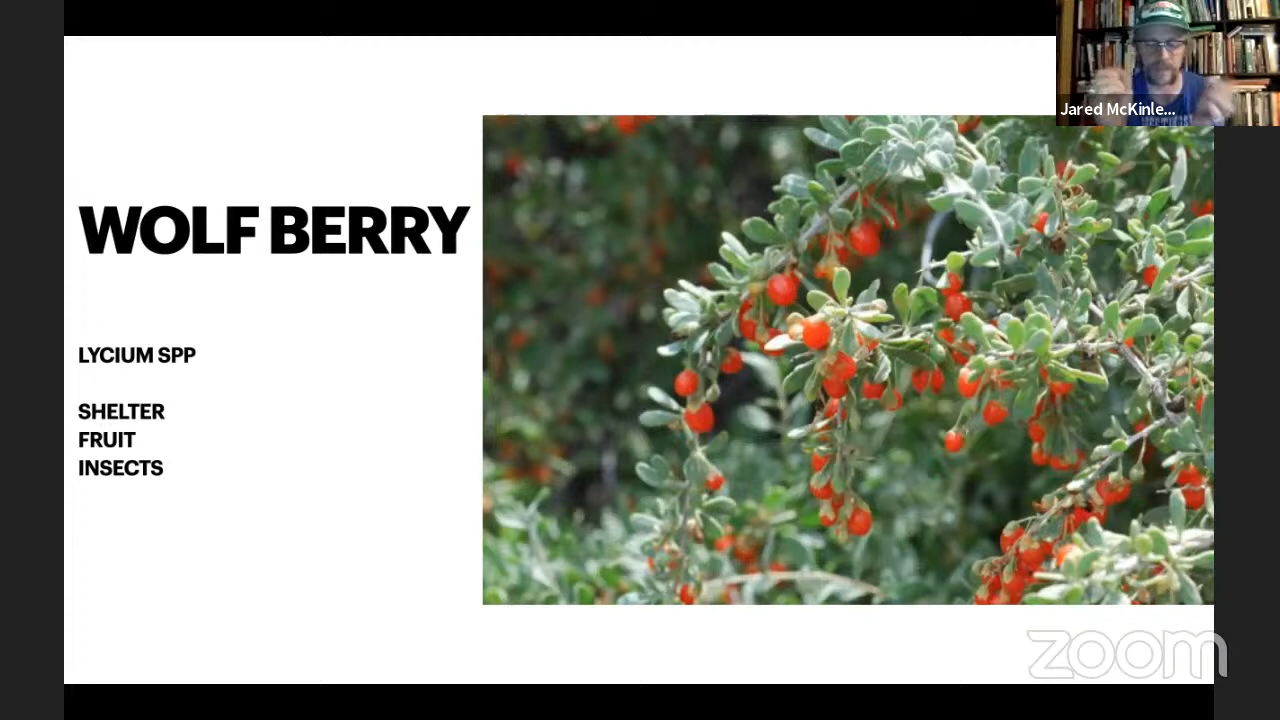 Jared McKinle...
WOLF BERRY
LYCIUM SPP
SHELTER
FRUIT
INSECTS
zoom